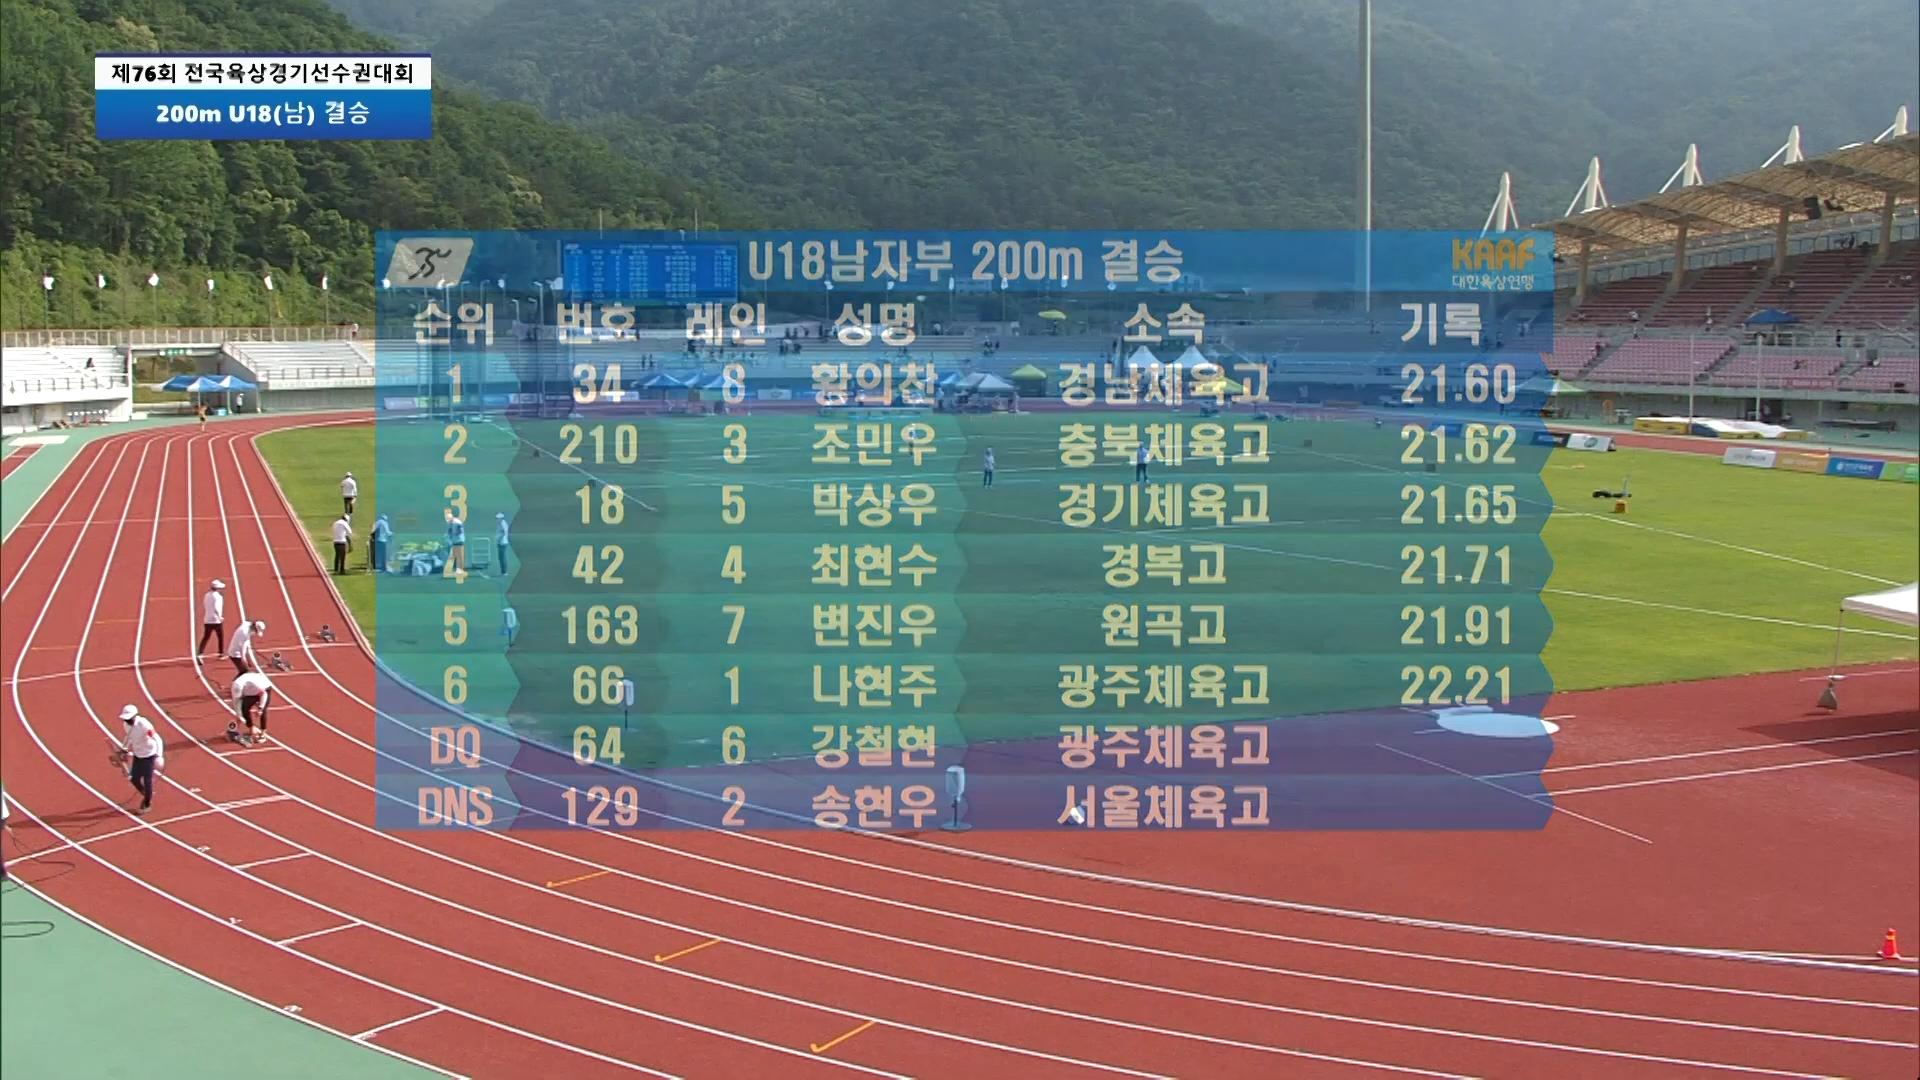 제76회 전국육상경기선수권대회
200m U18(남) 결승
U18남자부 200m 결승
KAAF
대한육상연맹
순위 번호 레인 성명 소속 기록
1 34 8 황의찬 경남체육고 21.60
2 210 3 조민우 충북체육고 21.62
3 18 5 박상우 경기체육고 21.65
4 42 4 최현수 경복고 21.71
5 163 7 변진우 원곡고 21.91
6 66 1 나현주 광주체육고 22.21
DQ 64 6 강철현 광주체육고
DNS 129 2 송현우 서울체육고